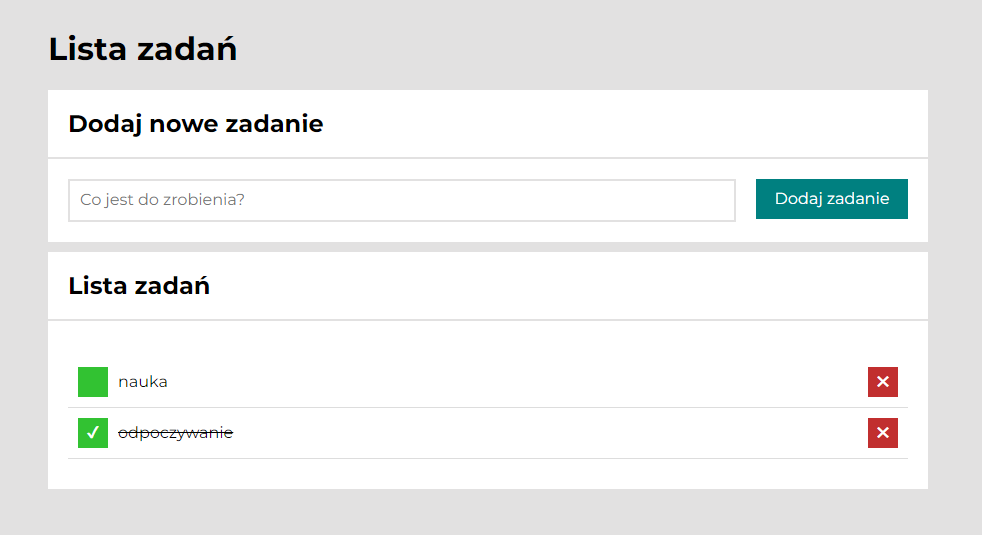 Lista zadań
Dodaj nowe zadanie
Co jest do zrobienia?
Dodaj zadanie
Lista zadań
nauka
odpoczywanie